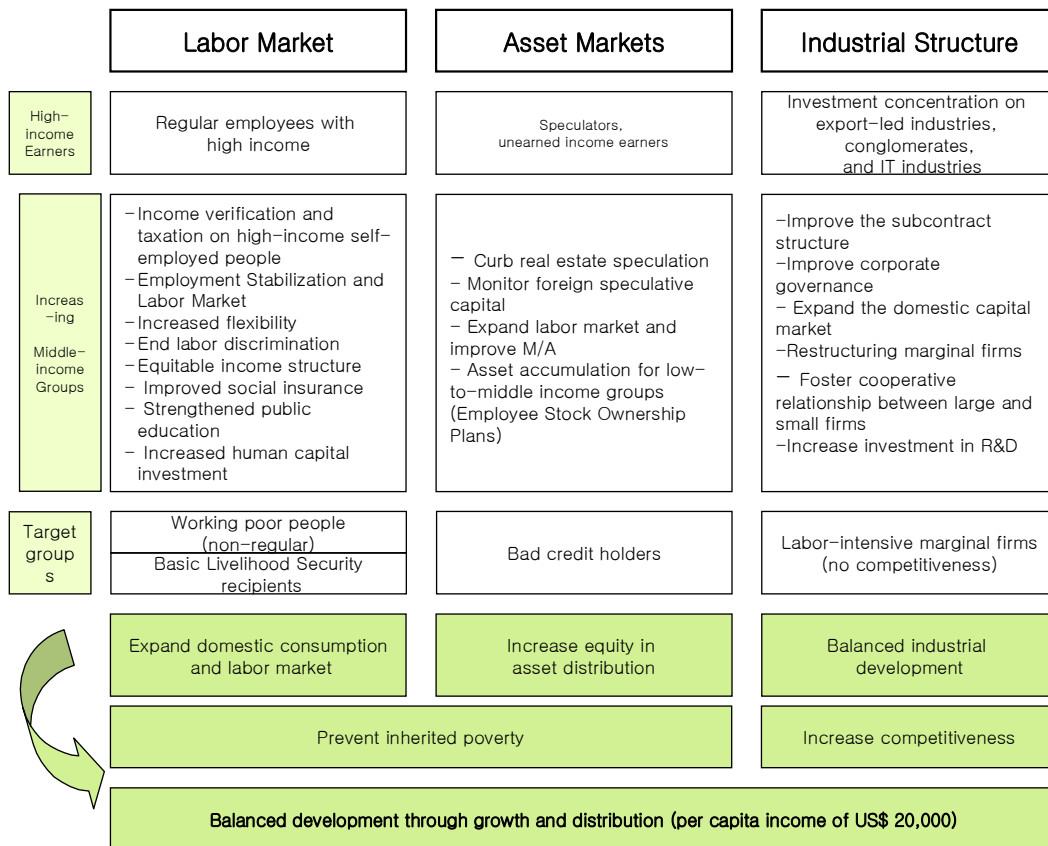 Labor Market
Asset Markets
Industrial Structure
High-
income
Earners
Regular employees with
high income
Speculators,
unearned income earners
Investment concentration on
export-led industries,
conglomerates,
and IT industries
Increas
-ing
Middle-
income
Groups
-Income verification and
taxation on high-income self-
employed people
-Employment Stabilization and
Labor Market
-Increased flexibility
-End labor discrimination
-Equitable income structure
- Improved social insurance
- Strengthened public
education
- Increased human capital
investment
- Curb real estate speculation
- Monitor foreign speculative
capital
- Expand labor market and
improve M/A
- Asset accumulation for low-
to-middle income groups
(Employee Stock Ownership
Plans)
-Improve the subcontract
structure
-Improve corporate
governance
- Expand the domestic capital
market
-Restructuring marginal firms
- Foster cooperative
relationship between large and
small firms
-Increase investment in R&D
Target
group
s
Working poor people
(non-regular)
Basic Livelihood Security
recipients
Bad credit holders
Labor-intensive marginal firms
(no competitiveness)
Expand domestic consumption
and labor market
Increase equity in
asset distribution
Balanced industrial
development
Prevent inherited poverty
Increase competitiveness
Balanced development through growth and distribution (per capita income of US$ 20,000)